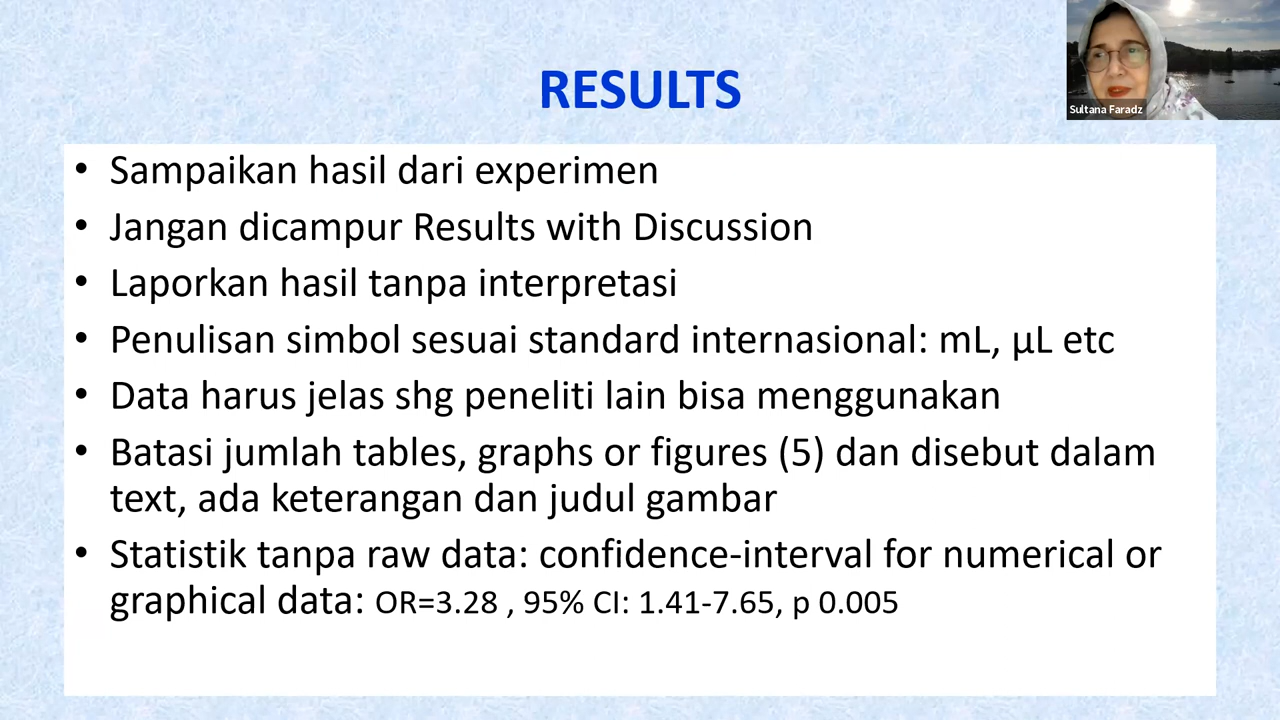 RESULTS
Sultana Faradz
• Sampaikan hasil dari experimen
• Jangan dicampur Results with Discussion
• Laporkan hasil tanpa interpretasi
• Penulisan simbol sesuai standard internasional: mL, µL etc
• Data harus jelas shg peneliti lain bisa menggunakan
• Batasi jumlah tables, graphs or figures (5) dan disebut dalam
text, ada keterangan dan judul gambar
• Statistik tanpa raw data: confidence-interval for numerical or
graphical data: OR=3.28 , 95% CI: 1.41-7.65, p 0.005